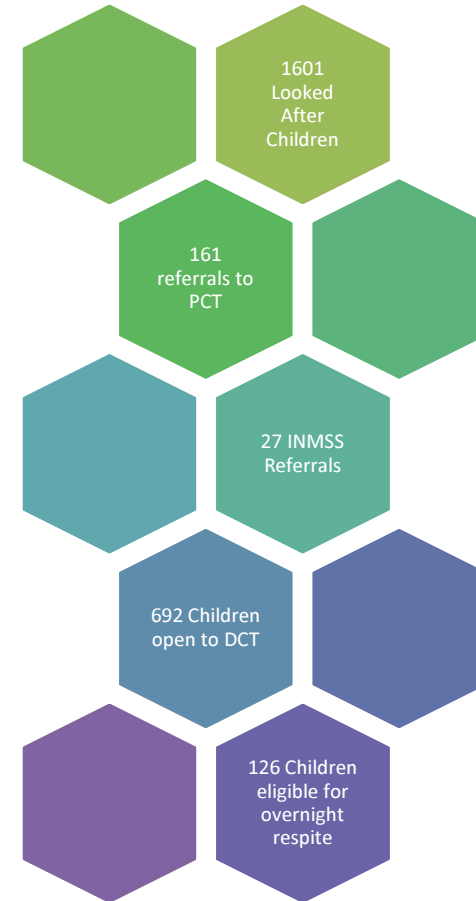 1601
Looked
After
Children
161
referrals to
PCT
27 INMSS
Referrals
692 Children
open to DCT
126 Children
eligible for
overnight
respite